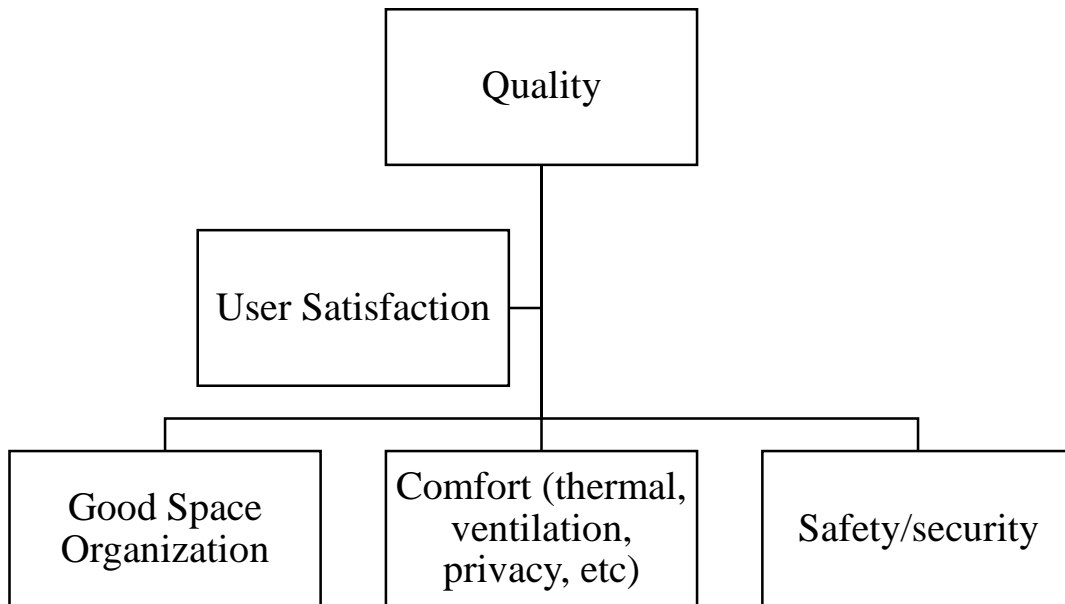 Quality
User Satisfaction
Good Space
Organization
Comfort (thermal,
ventilation,
privacy, etc)
Safety/security